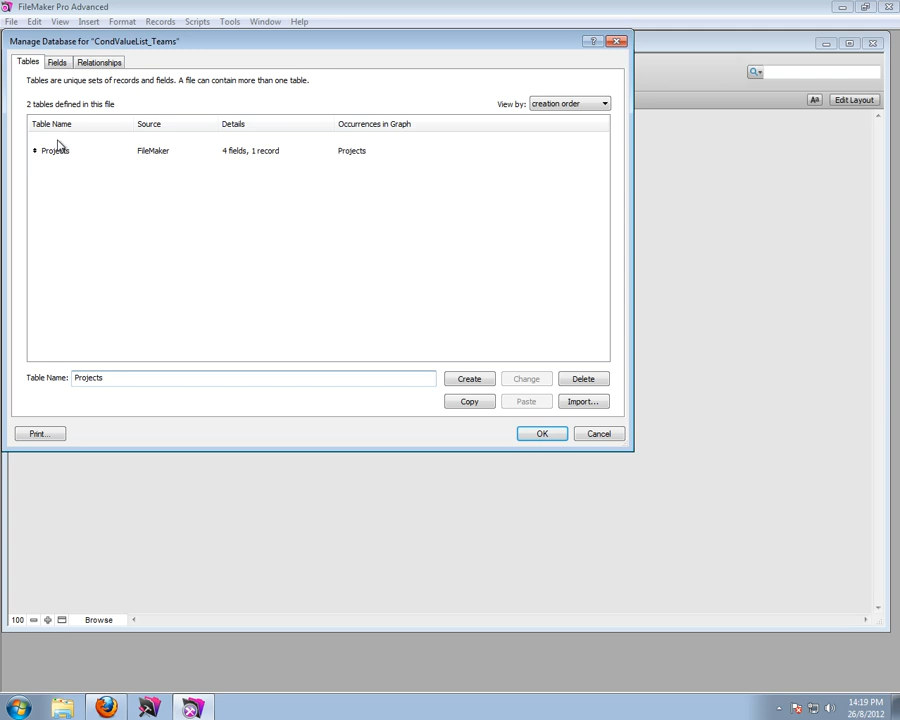 FileMaker Pro Advanced
File Edit View Insert Format Records Scripts Tools Window Help
Manage Database for "CondValueList_Teams"
Tables Fields Relationships
Tables are unique sets of records and fields. A file can contain more than one table.
2 tables defined in this file
View by: creation order
Table Name Source Details Occurrences in Graph
Projects FileMaker 4 fields, 1 record Projects
Table Name: Projects
Create Change Delete
Copy Paste Import...
Print... OK Cancel
Aa Edit Layout
100 Browse
14:19 PM
26/8/2012